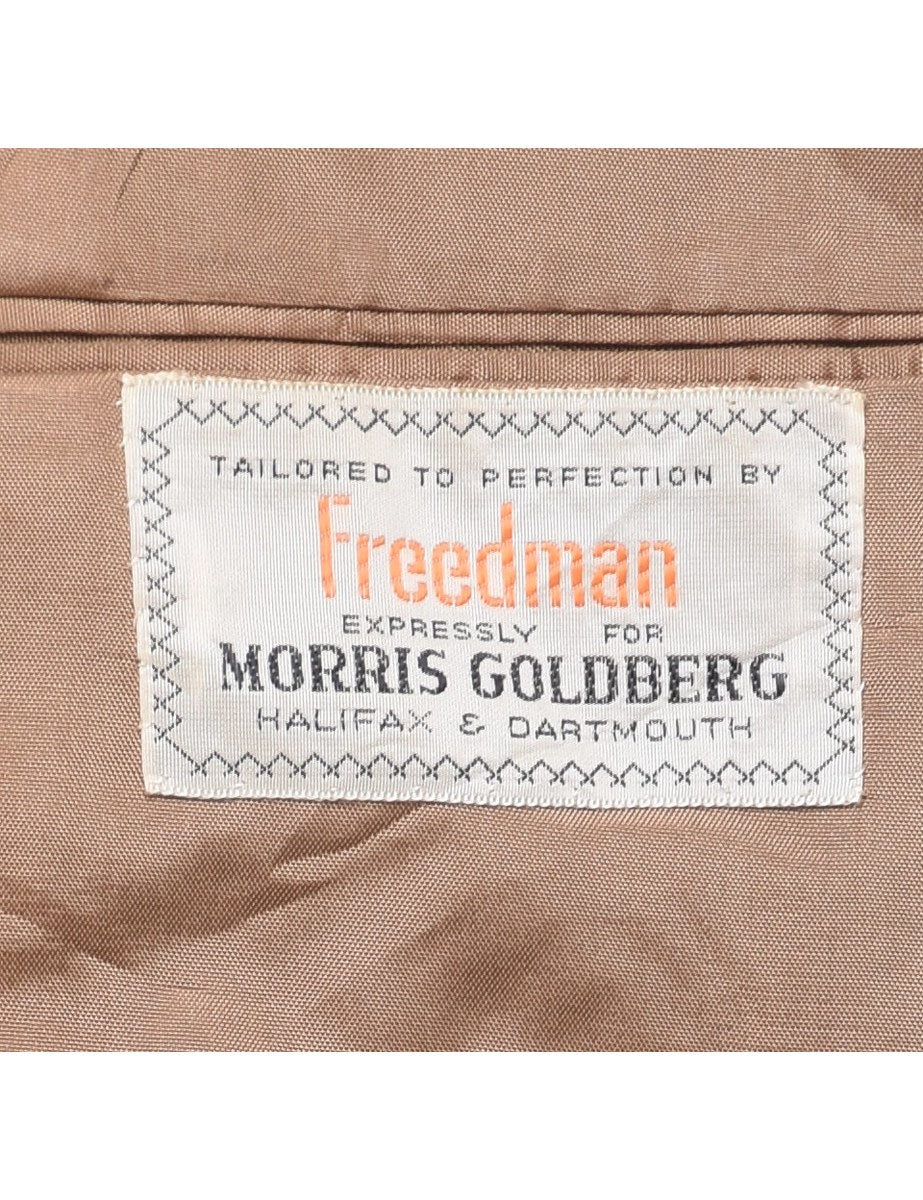 TAILORED TO PERFECTION BY
Freedman
EXPRESSLY FOR
MORRIS GOLDBERG
HALIFAX & DARTMOUTH